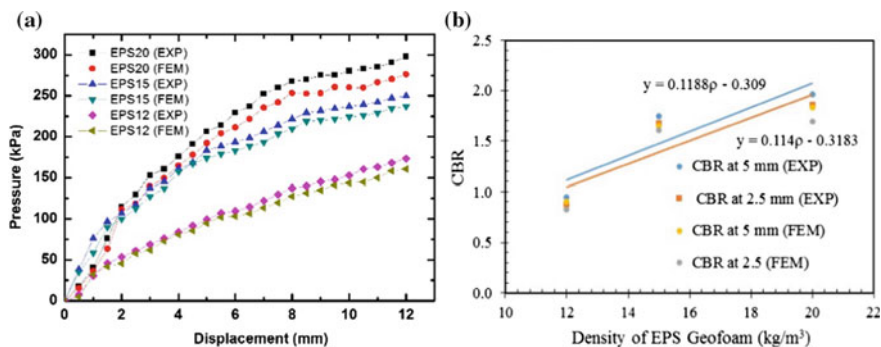 (a)
300
250
200
150
100
50
0
Pressure (kPa)
EPS20 (EXP)
EPS20 (FEM)
EPS15 (EXP)
EPS15 (FEM)
EPS12 (EXP)
EPS12 (FEM)
0 2 4 6 8 10 12
Displacement (mm)
(b)
2.5
2.0
1.5
1.0
0.5
0.0
CBR
y = 0.1188ρ - 0.309
y = 0.114ρ - 0.3183
CBR at 5 mm (EXP)
CBR at 2.5 mm (EXP)
CBR at 5 mm (FEM)
CBR at 2.5 (FEM)
10 12 14 16 18 20 22
Density of EPS Geofoam (kg/m³)